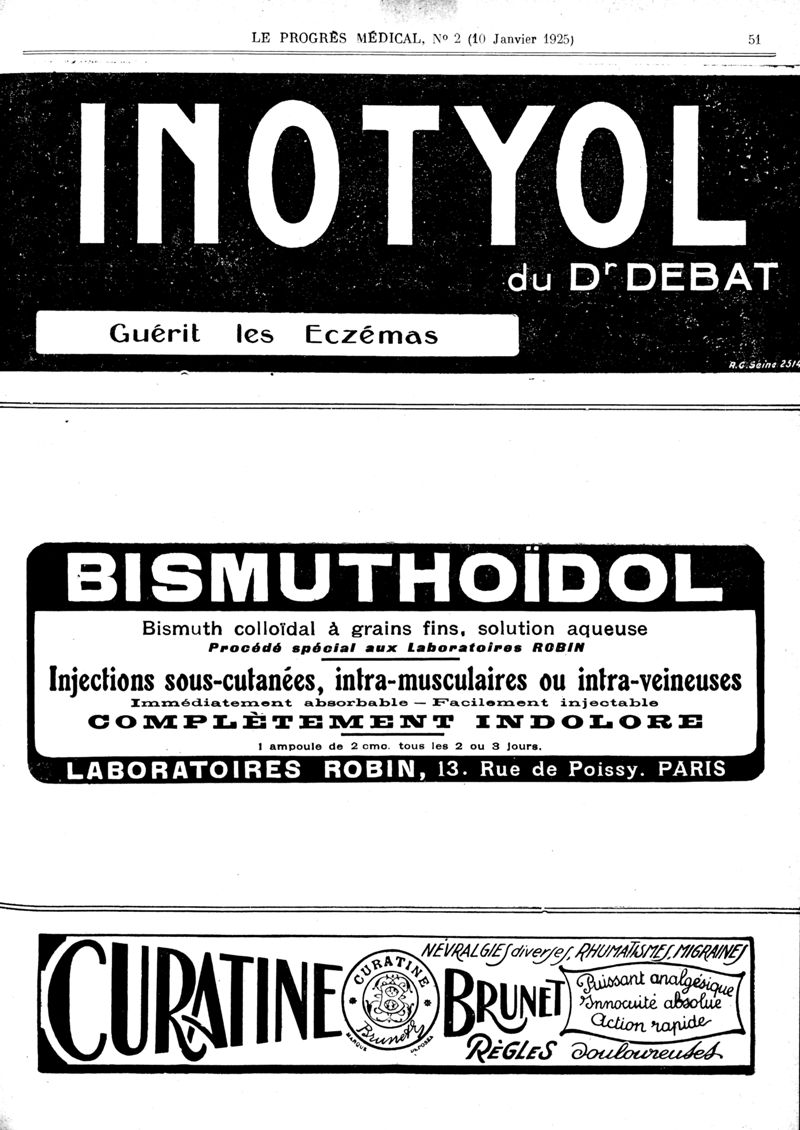 LE PROGRÈS MÉDICAL, No 2 (10 Janvier 1925)
51
INOTYOL
du Dr DEBAT
Guérit les Eczémas
R.C. Seine 2514
BISMUTHOÏDOL
Bismuth colloïdal à grains fins, solution aqueuse
Procédé spécial aux Laboratoires ROBIN
Injections sous-cutanées, intra-musculaires ou intra-veineuses
Immédiatement absorbable — Facilement injectable
COMPLÈTEMENT INDOLORE
1 ampoule de 2 cmc. tous les 2 ou 3 jours.
LABORATOIRES ROBIN, 13. Rue de Poissy. PARIS
NÉVRALGIES diverses, RHUMATISMES, MIGRAINES
CURATINE
CURATINE
Brunet
MARQUE DEPOSEE
BRUNET
Puissant analgésique
Innocuité absolue
Action rapide
RÈGLES douloureuses